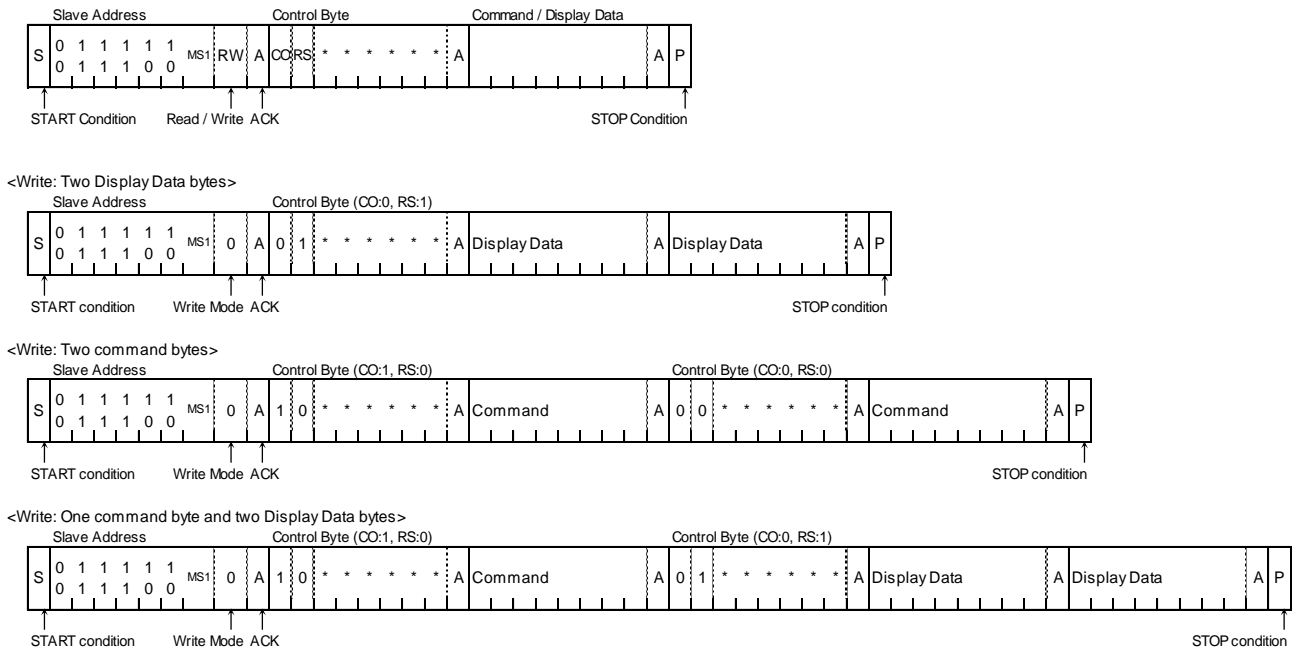 Slave Address Control Byte Command / Display Data
S 0 1 1 1 1 1 MS1 RW A CO RS * * * * * * A A P
0 1 1 1 0 0
START Condition Read / Write ACK STOP Condition
<Write: Two Display Data bytes>
Slave Address Control Byte (CO:0, RS:1)
S 0 1 1 1 1 1 MS1 0 A 0 1 * * * * * * A Display Data A Display Data A P
0 1 1 1 0 0
START condition Write Mode ACK STOP condition
<Write: Two command bytes>
Slave Address Control Byte (CO:1, RS:0) Control Byte (CO:0, RS:0)
S 0 1 1 1 1 1 MS1 0 A 1 0 * * * * * * A Command A 0 0 * * * * * * A Command A P
0 1 1 1 0 0
START condition Write Mode ACK STOP condition
<Write: One command byte and two Display Data bytes>
Slave Address Control Byte (CO:1, RS:0) Control Byte (CO:0, RS:1)
S 0 1 1 1 1 1 MS1 0 A 1 0 * * * * * * A Command A 0 1 * * * * * * A Display Data A Display Data A P
0 1 1 1 0 0
START condition Write Mode ACK STOP condition